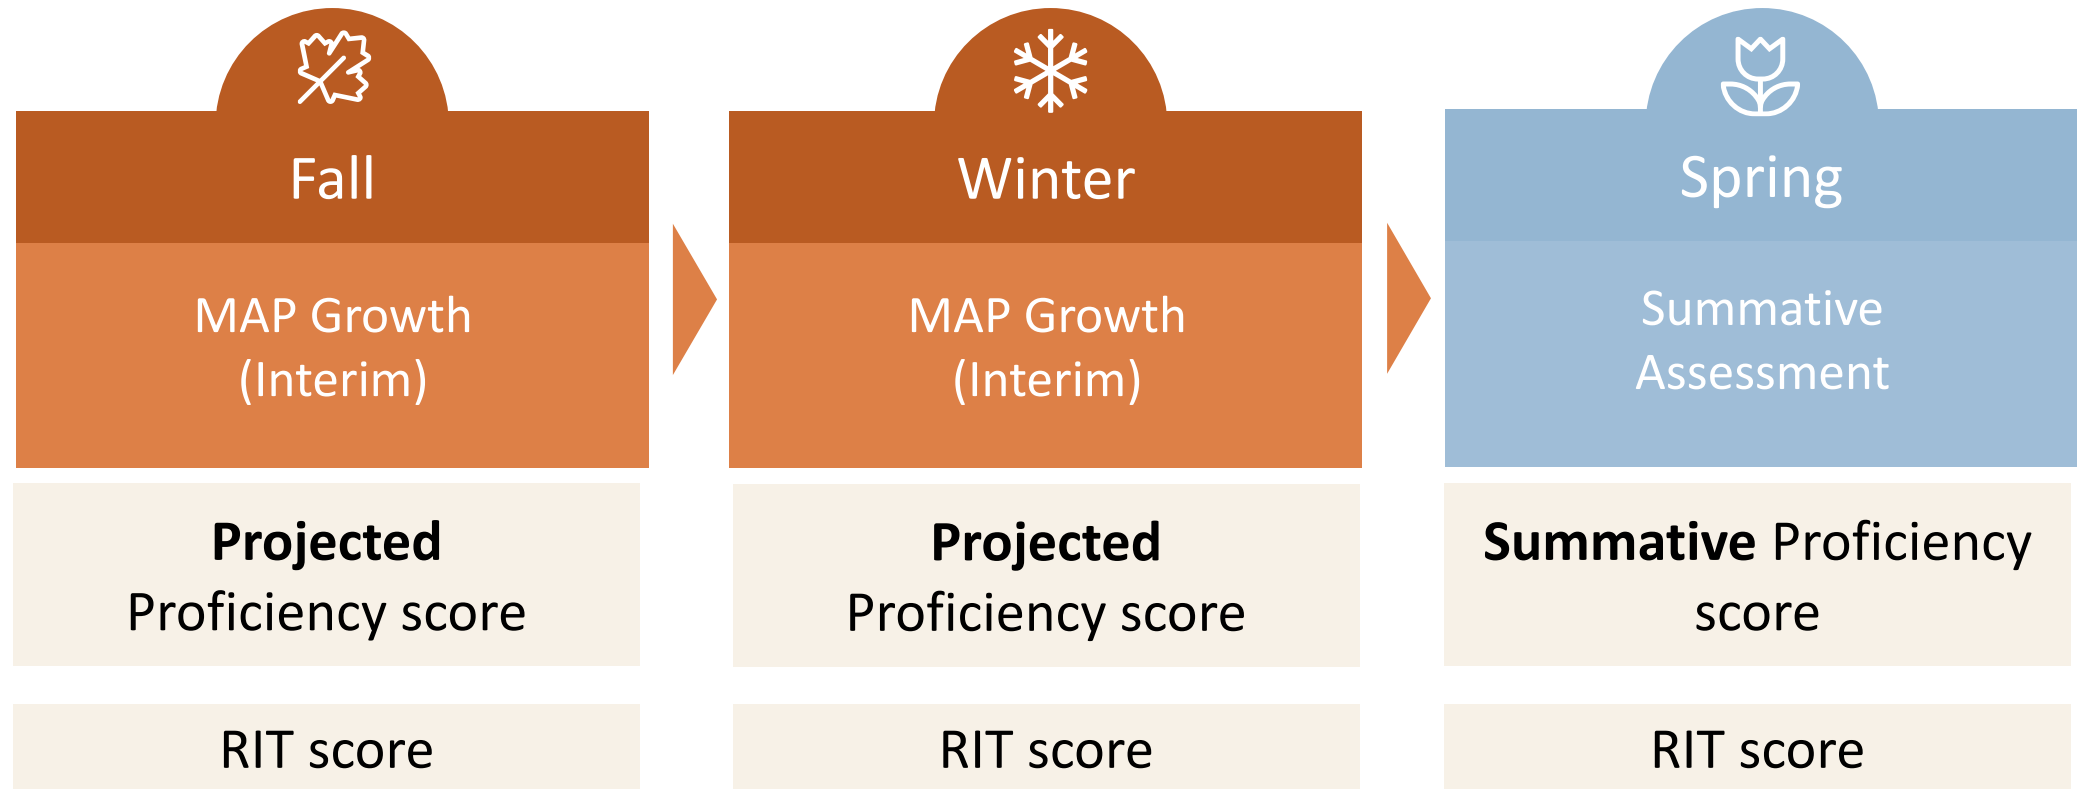 Fall
MAP Growth
(Interim)
Projected
Proficiency score
RIT score
Winter
MAP Growth
(Interim)
Projected
Proficiency score
RIT score
Spring
Summative
Assessment
Summative Proficiency
score
RIT score